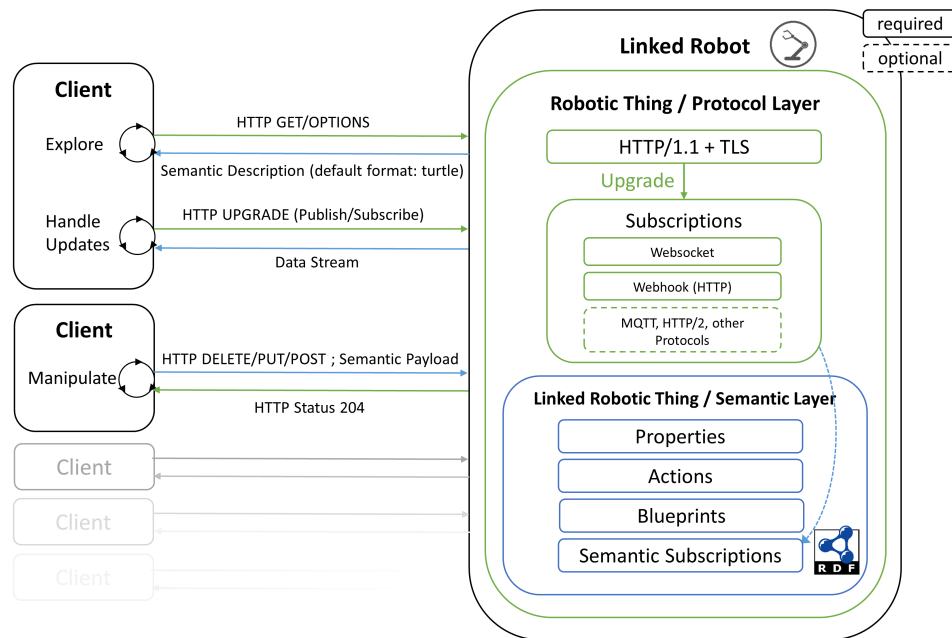 required
optional
Linked Robot
Client
Explore
Handle
Updates
HTTP GET/OPTIONS
Semantic Description (default format: turtle)
HTTP UPGRADE (Publish/Subscribe)
Data Stream
Client
Manipulate
HTTP DELETE/PUT/POST ; Semantic Payload
HTTP Status 204
Client
Client
Client
Robotic Thing / Protocol Layer
HTTP/1.1 + TLS
Upgrade
Subscriptions
Websocket
Webhook (HTTP)
MQTT, HTTP/2, other
Protocols
Linked Robotic Thing / Semantic Layer
Properties
Actions
Blueprints
Semantic Subscriptions
RDF